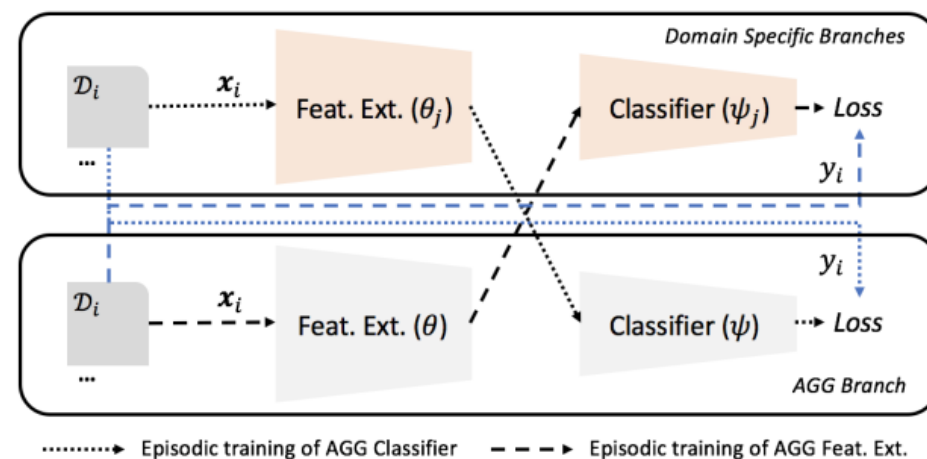 Domain Specific Branches
𝒟ᵢ
𝒙ᵢ
Feat. Ext. (θⱼ)
Classifier (ψⱼ)
Loss
...
yᵢ
𝒟ᵢ
𝒙ᵢ
Feat. Ext. (θ)
Classifier (ψ)
yᵢ
Loss
...
AGG Branch
Episodic training of AGG Classifier
Episodic training of AGG Feat. Ext.